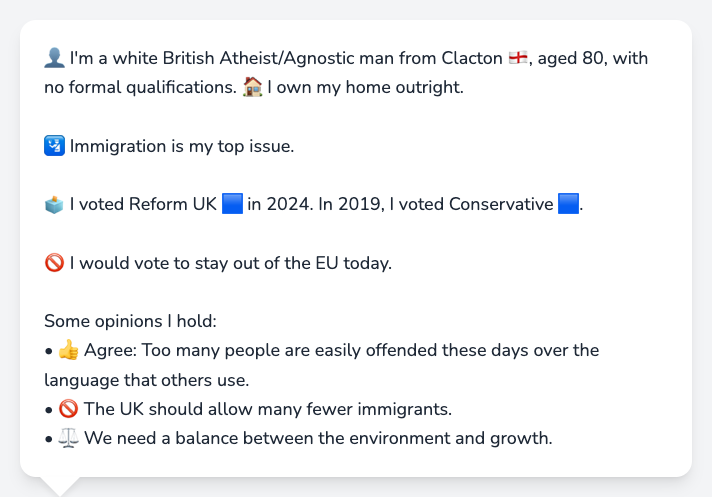 👤 I'm a white British Atheist/Agnostic man from Clacton 🏴󠁧󠁢󠁥󠁮󠁧󠁿, aged 80, with
no formal qualifications. 🏠 I own my home outright.
🛂 Immigration is my top issue.
🗳️ I voted Reform UK 🟦 in 2024. In 2019, I voted Conservative 🟦.
🚫 I would vote to stay out of the EU today.
Some opinions I hold:
• 👍 Agree: Too many people are easily offended these days over the
language that others use.
• 🚫 The UK should allow many fewer immigrants.
• ⚖️ We need a balance between the environment and growth.